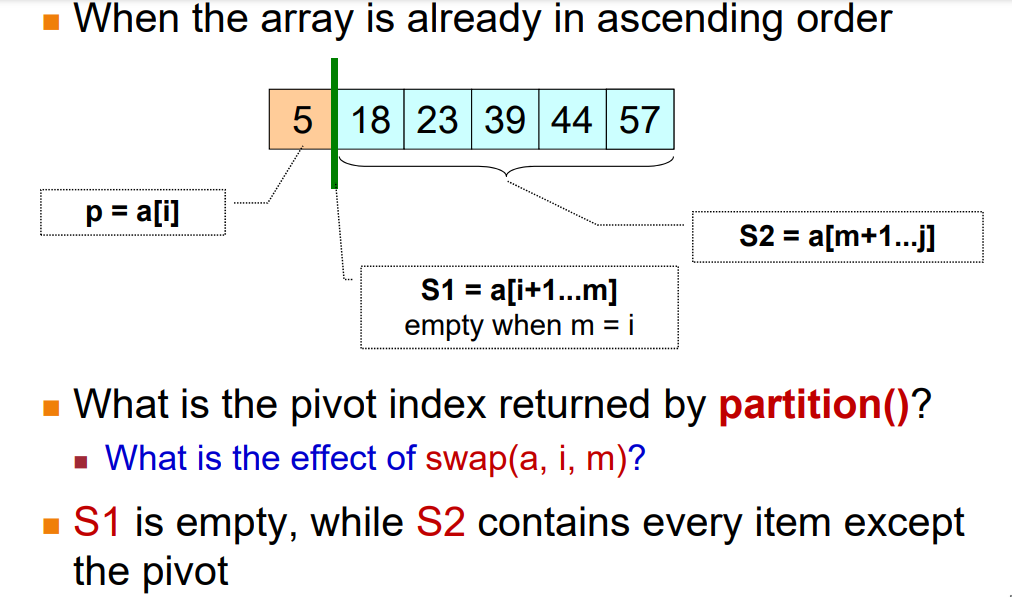 When the array is already in ascending order
5 18 23 39 44 57
p = a[i]
S2 = a[m+1...j]
S1 = a[i+1...m]
empty when m = i
What is the pivot index returned by partition()?
What is the effect of swap(a, i, m)?
S1 is empty, while S2 contains every item except
the pivot